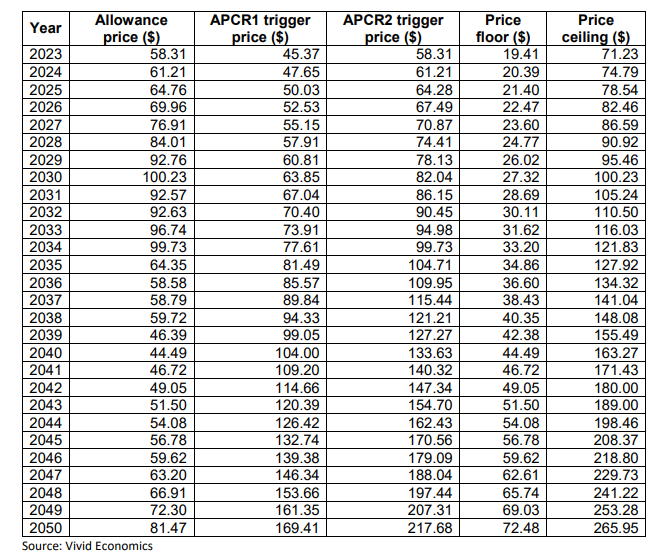 Year Allowance price ($) APCR1 trigger price ($) APCR2 trigger price ($) Price floor ($) Price ceiling ($)
2023 58.31 45.37 58.31 19.41 71.23
2024 61.21 47.65 61.21 20.39 74.79
2025 64.76 50.03 64.28 21.40 78.54
2026 69.96 52.53 67.49 22.47 82.46
2027 76.91 55.15 70.87 23.60 86.59
2028 84.01 57.91 74.41 24.77 90.92
2029 92.76 60.81 78.13 26.02 95.46
2030 100.23 63.85 82.04 27.32 100.23
2031 92.57 67.04 86.15 28.69 105.24
2032 92.63 70.40 90.45 30.11 110.50
2033 96.74 73.91 94.98 31.62 116.03
2034 99.73 77.61 99.73 33.20 121.83
2035 64.35 81.49 104.71 34.86 127.92
2036 58.58 85.57 109.95 36.60 134.32
2037 58.79 89.84 115.44 38.43 141.04
2038 59.72 94.33 121.21 40.35 148.08
2039 46.39 99.05 127.27 42.38 155.49
2040 44.49 104.00 133.63 44.49 163.27
2041 46.72 109.20 140.32 46.72 171.43
2042 49.05 114.66 147.34 49.05 180.00
2043 51.50 120.39 154.70 51.50 189.00
2044 54.08 126.42 162.43 54.08 198.46
2045 56.78 132.74 170.56 56.78 208.37
2046 59.62 139.38 179.09 59.62 218.80
2047 63.20 146.34 188.04 62.61 229.73
2048 66.91 153.66 197.44 65.74 241.22
2049 72.30 161.35 207.31 69.03 253.28
2050 81.47 169.41 217.68 72.48 265.95
Source: Vivid Economics